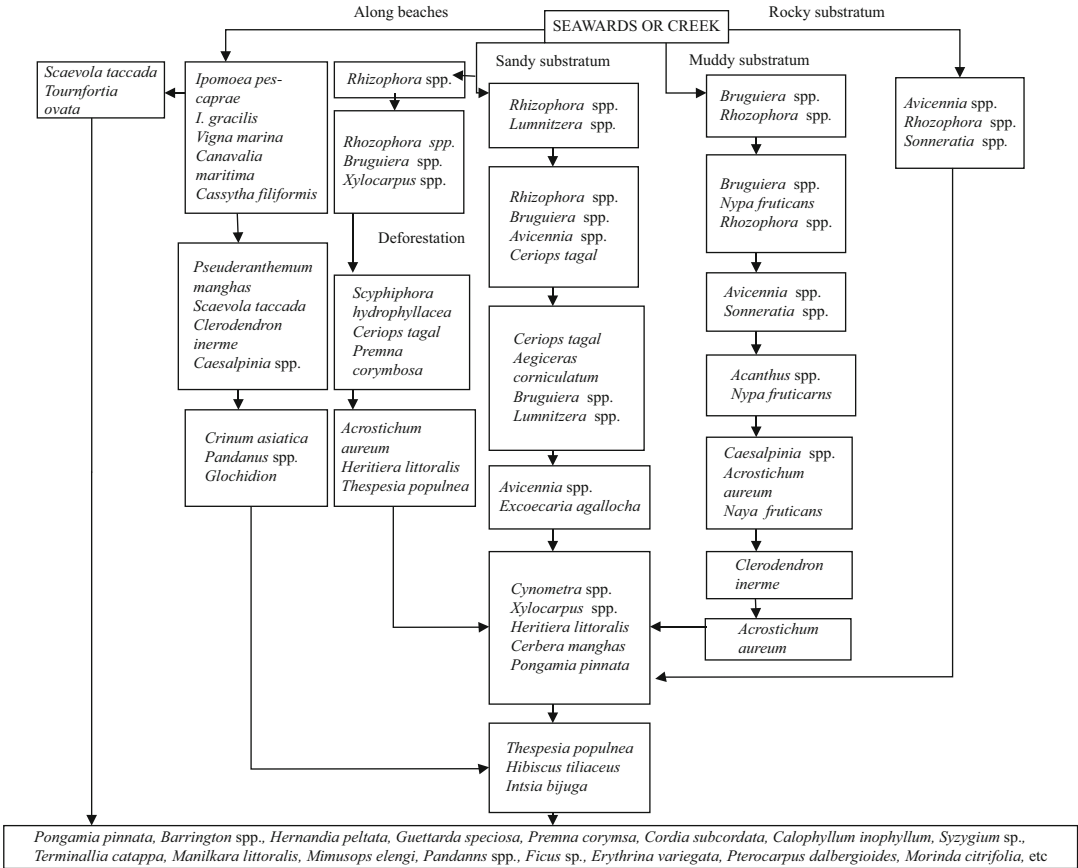 Along beaches
SEAWARDS OR CREEK
Rocky substratum
Scaevola taccada
Tournfortia
ovata
Ipomoea pes-
caprae
I. gracilis
Vigna marina
Canavalia
maritima
Cassytha filiformis
Pseuderanthemum
manghas
Scaevola taccada
Clerodendron
inerme
Caesalpinia spp.
Crinum asiatica
Pandanus spp.
Glochidion
Rhizophora spp.
Rhozophora spp.
Bruguiera spp.
Xylocarpus spp.
Deforestation
Scyphiphora
hydrophyllacea
Ceriops tagal
Premna
corymbosa
Acrostichum
aureum
Heritiera littoralis
Thespesia populnea
Sandy substratum
Rhizophora spp.
Lumnitzera spp.
Rhizophora spp.
Bruguiera spp.
Avicennia spp.
Ceriops tagal
Ceriops tagal
Aegiceras
corniculatum
Bruguiera spp.
Lumnitzera spp.
Avicennia spp.
Excoecaria agallocha
Cynometra spp.
Xylocarpus spp.
Heritiera littoralis
Cerbera manghas
Pongamia pinnata
Thespesia populnea
Hibiscus tiliaceus
Intsia bijuga
Muddy substratum
Bruguiera spp.
Rhozophora spp.
Bruguiera spp.
Nypa fruticans
Rhozophora spp.
Avicennia spp.
Sonneratia spp.
Acanthus spp.
Nypa fruticarns
Caesalpinia spp.
Acrostichum
aureum
Naya fruticans
Clerodendron
inerme
Acrostichum
aureum
Avicennia spp.
Rhozophora spp.
Sonneratia spp.
Pongamia pinnata, Barrington spp., Hernandia peltata, Guettarda speciosa, Premna corymsa, Cordia subcordata, Calophyllum inophyllum, Syzygium sp.,
Terminallia catappa, Manilkara littoralis, Mimusops elengi, Pandanns spp., Ficus sp., Erythrina variegata, Pterocarpus dalbergioides, Morinda citrifolia, etc